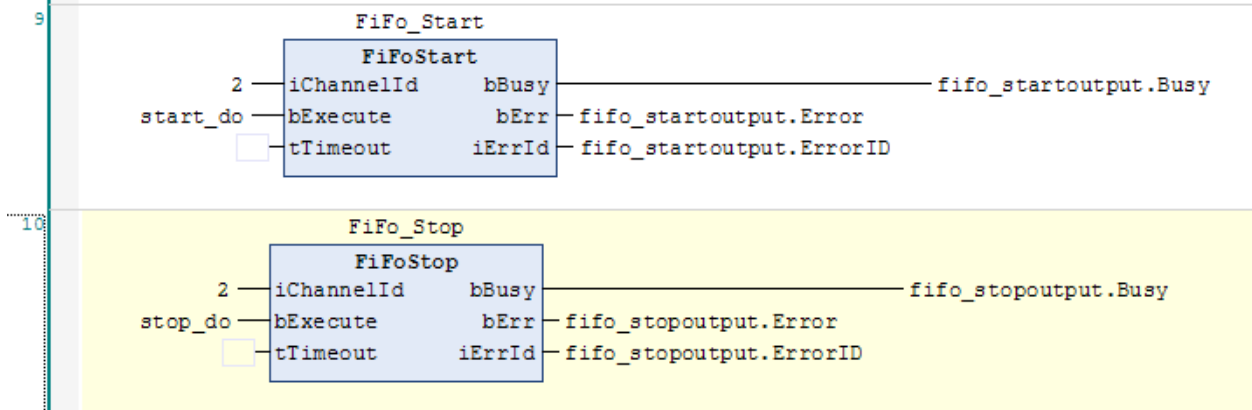 9
FiFo_Start
FiFoStart
2 iChannelId bBusy fifo_startoutput.Busy
start_do bExecute bErr fifo_startoutput.Error
tTimeout iErrId fifo_startoutput.ErrorID
10
FiFo_Stop
FiFoStop
2 iChannelId bBusy fifo_stopoutput.Busy
stop_do bExecute bErr fifo_stopoutput.Error
tTimeout iErrId fifo_stopoutput.ErrorID